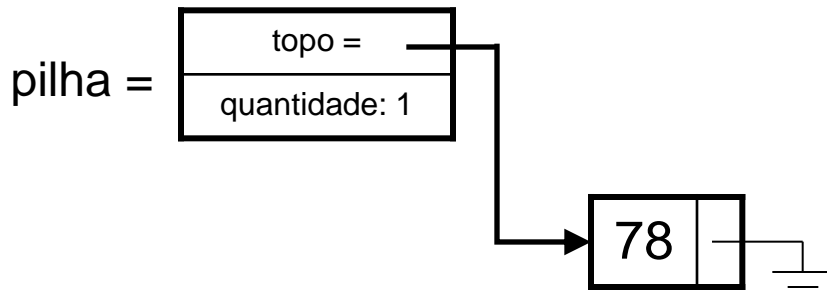 topo =
pilha =
quantidade: 1
78